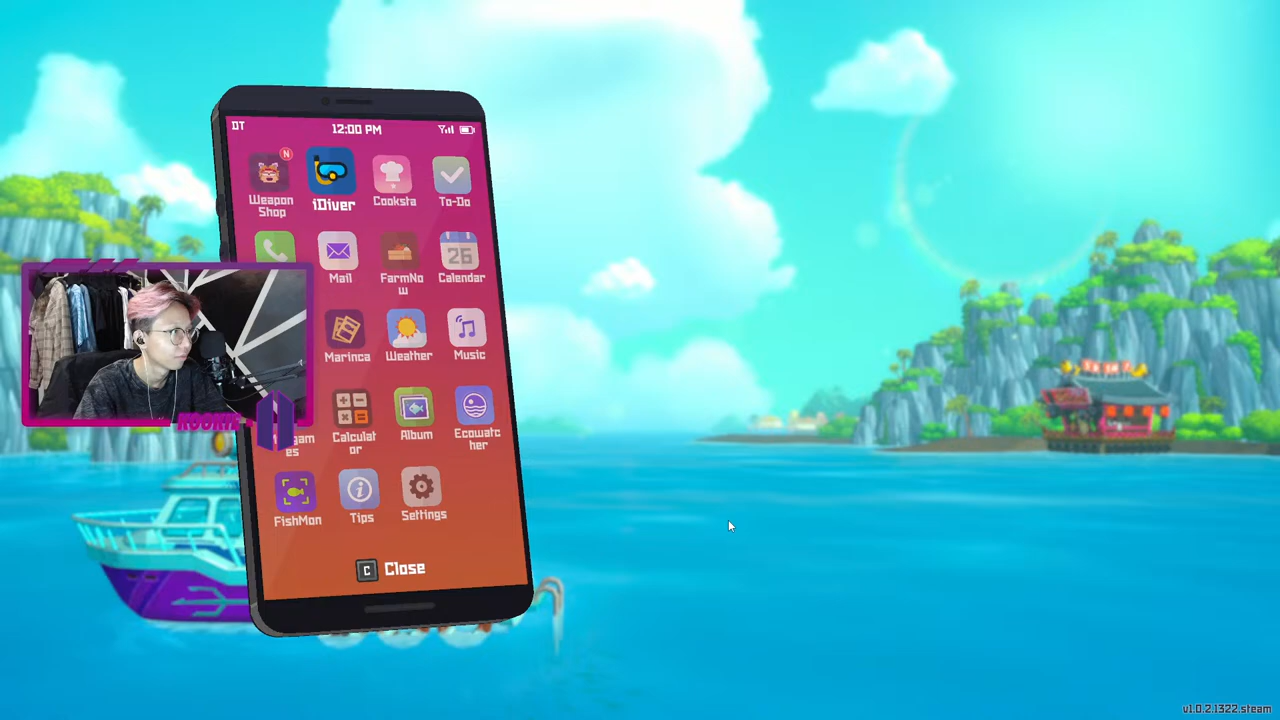 DT
12:00 PM
N
Weapon
Shop
iDiver
Cooksta
To-Do
Mail
FarmNo
w
26
Calendar
Marinca
Weather
Music
Calculat
or
Album
Ecowatc
her
es
FishMon
Tips
Settings
C Close
v1.0.2.1322.steam